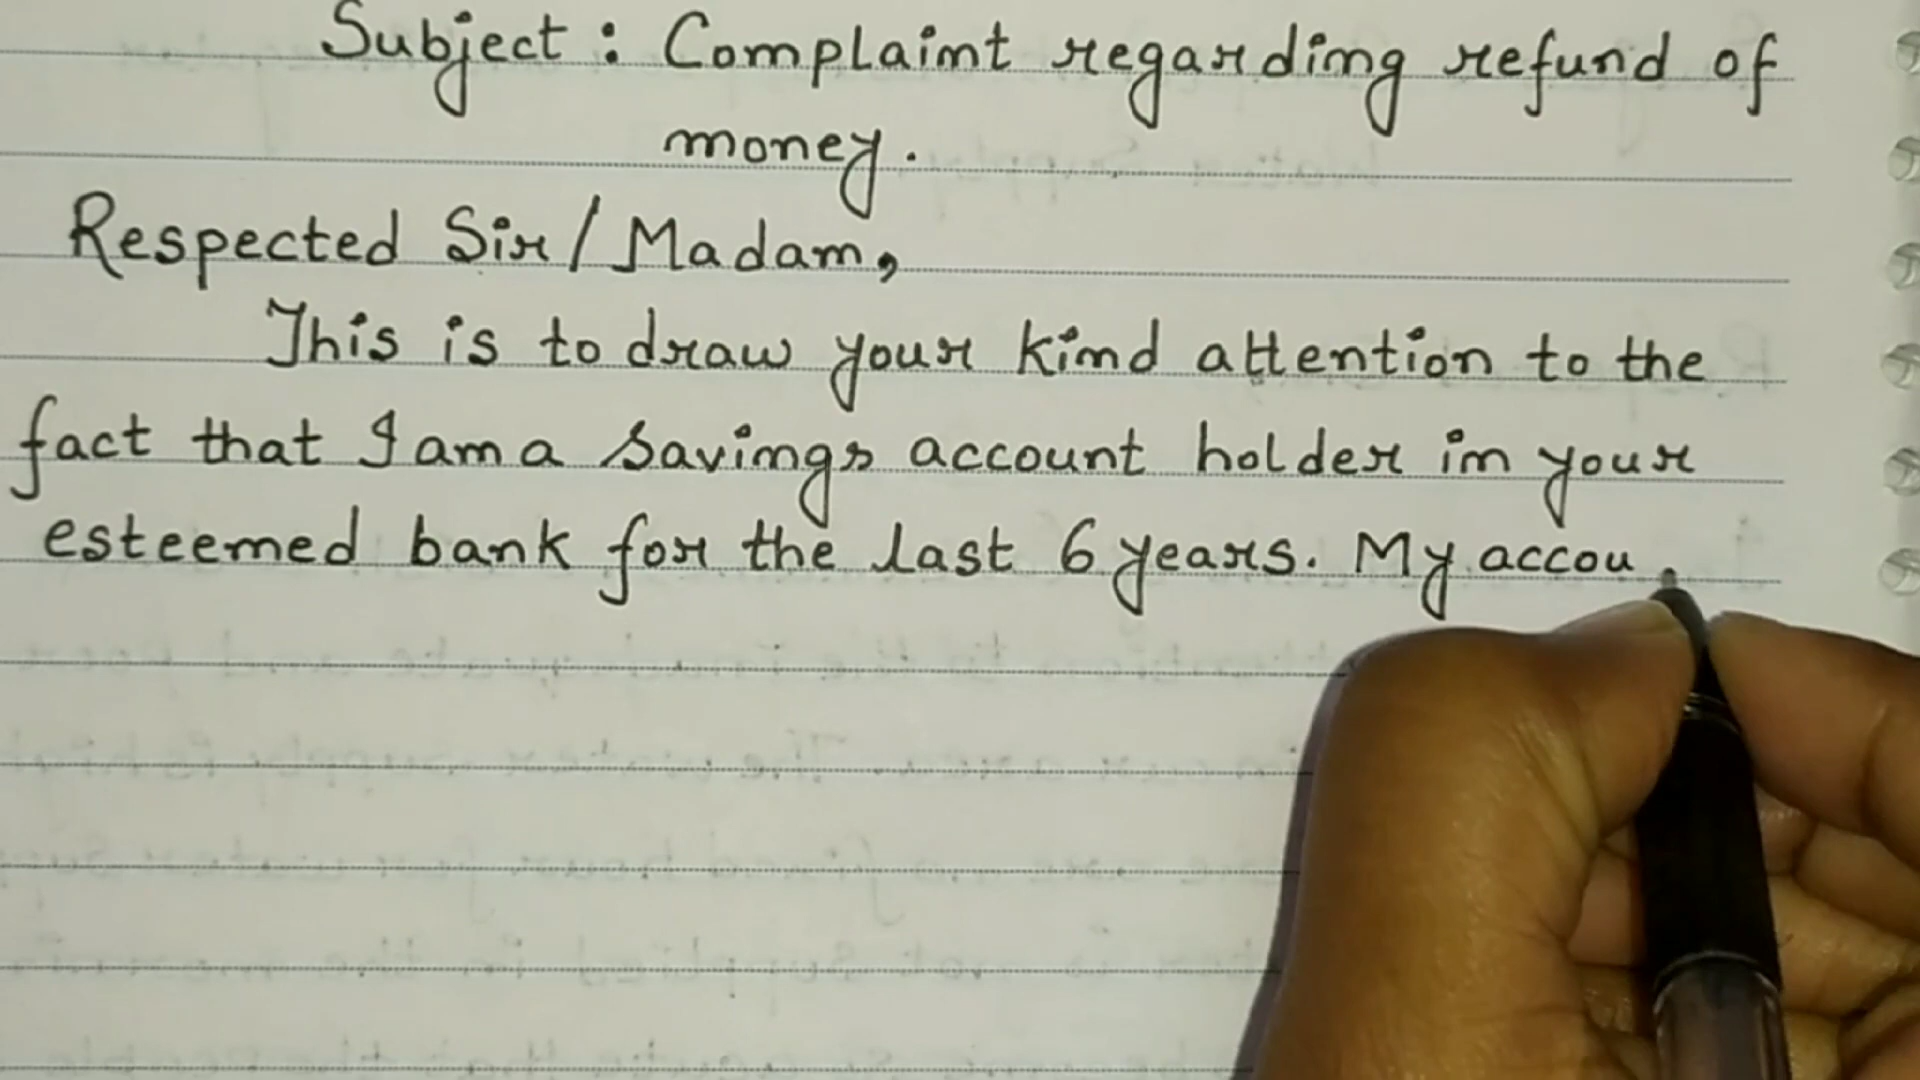 Subject : Complaint regarding refund of
money.
Respected Sir/Madam,
This is to draw your kind attention to the
fact that I am a savings account holder in your
esteemed bank for the last 6 years. My accou